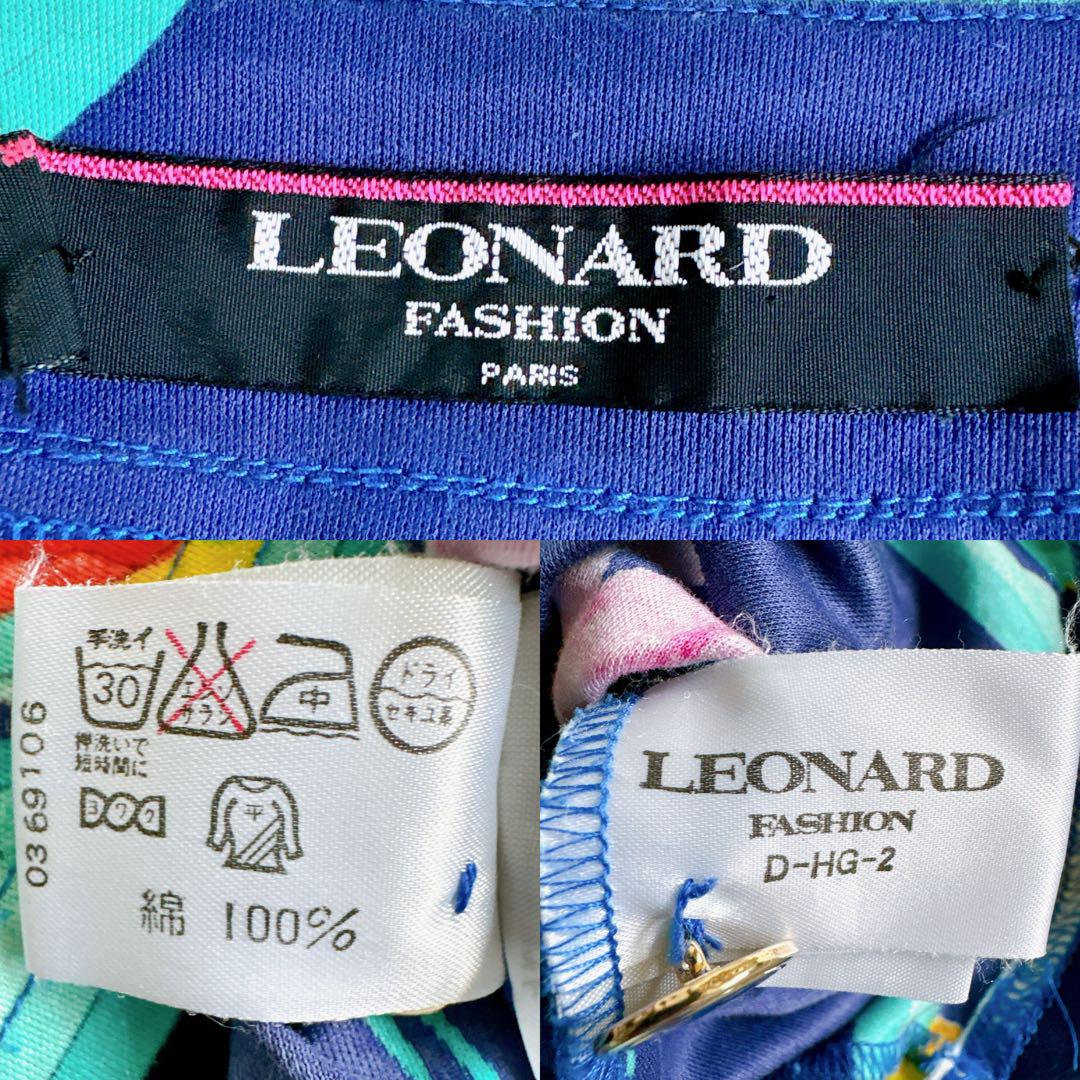 LEONARD
FASHION
PARIS
手洗イ
30
エンソ
サラシ
中
ドライ
セキユ系
押洗いで
短時間に
ヨワク
平
綿 100%
0369106
LEONARD
FASHION
D-HG-2